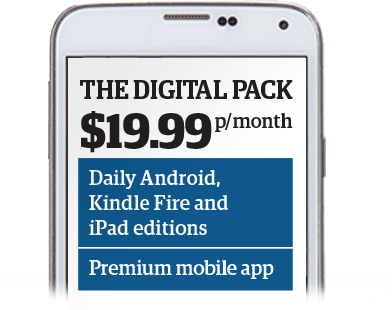 THE DIGITAL PACK
$19.99 p/month
Daily Android,
Kindle Fire and
iPad editions
Premium mobile app